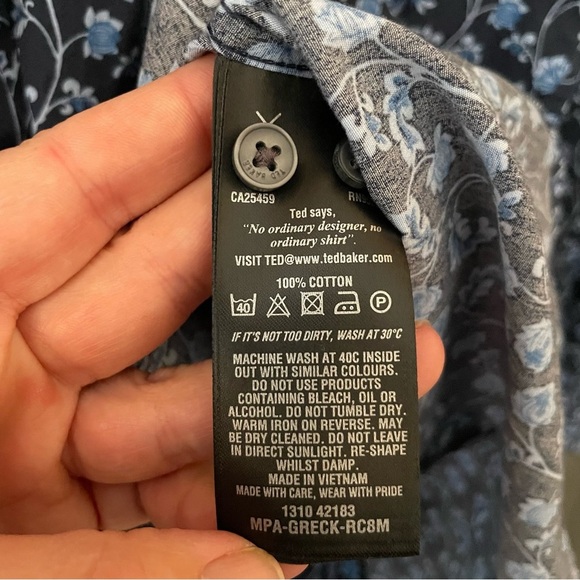 TED BAKER
CA25459
Ted says,
"No ordinary designer, no
ordinary shirt".
VISIT TED@www.tedbaker.com
100% COTTON
40 P
IF IT'S NOT TOO DIRTY, WASH AT 30°C
MACHINE WASH AT 40C INSIDE
OUT WITH SIMILAR COLOURS.
DO NOT USE PRODUCTS
CONTAINING BLEACH, OIL OR
ALCOHOL. DO NOT TUMBLE DRY.
WARM IRON ON REVERSE. MAY
BE DRY CLEANED. DO NOT LEAVE
IN DIRECT SUNLIGHT. RE-SHAPE
WHILST DAMP.
MADE IN VIETNAM
MADE WITH CARE, WEAR WITH PRIDE
1310 42183
MPA-GRECK-RC8M